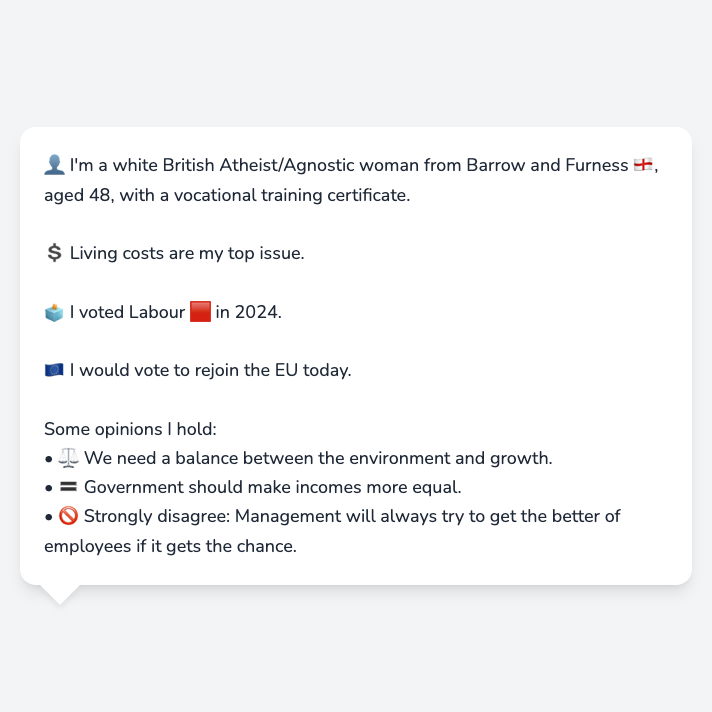 👤 I'm a white British Atheist/Agnostic woman from Barrow and Furness 🏴󠁧󠁢󠁥󠁮󠁧󠁿,
aged 48, with a vocational training certificate.
💲 Living costs are my top issue.
🗳️ I voted Labour 🟥 in 2024.
🇪🇺 I would vote to rejoin the EU today.
Some opinions I hold:
• ⚖️ We need a balance between the environment and growth.
• 🟰 Government should make incomes more equal.
• 🚫 Strongly disagree: Management will always try to get the better of
employees if it gets the chance.